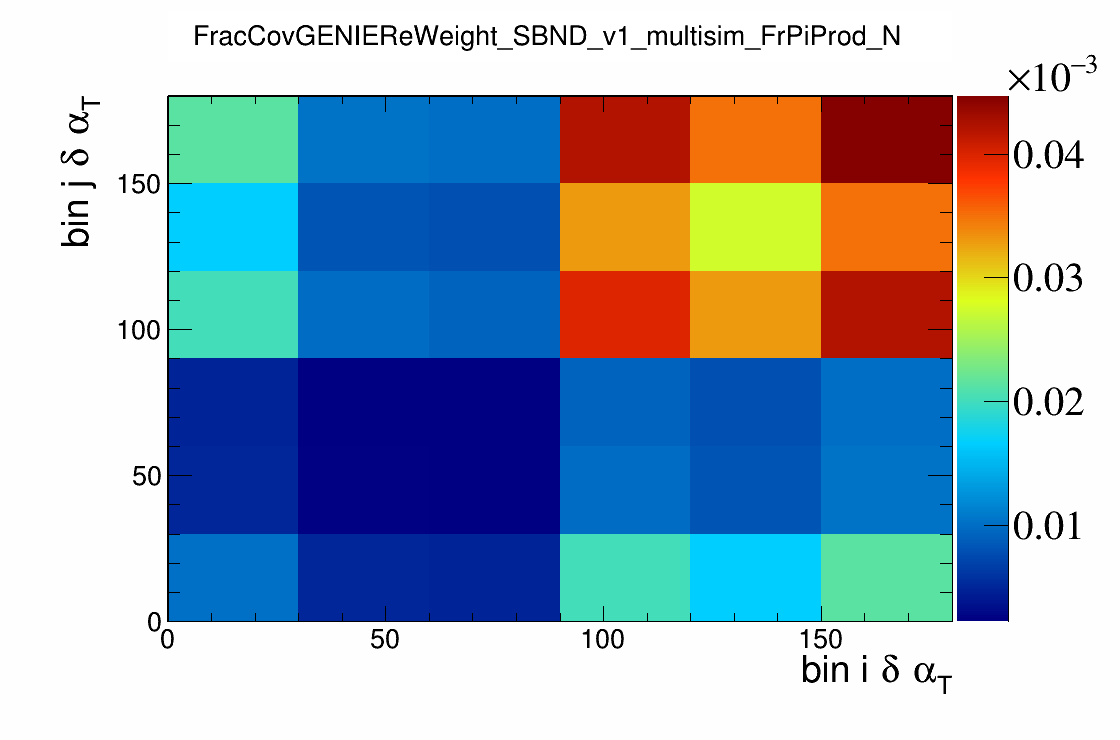 FracCovGENIEReWeight_SBND_v1_multisim_FrPiProd_N
×10⁻³
bin j δ α_T
150
100
50
0
0 50 100 150
bin i δ α_T
0.04
0.03
0.02
0.01